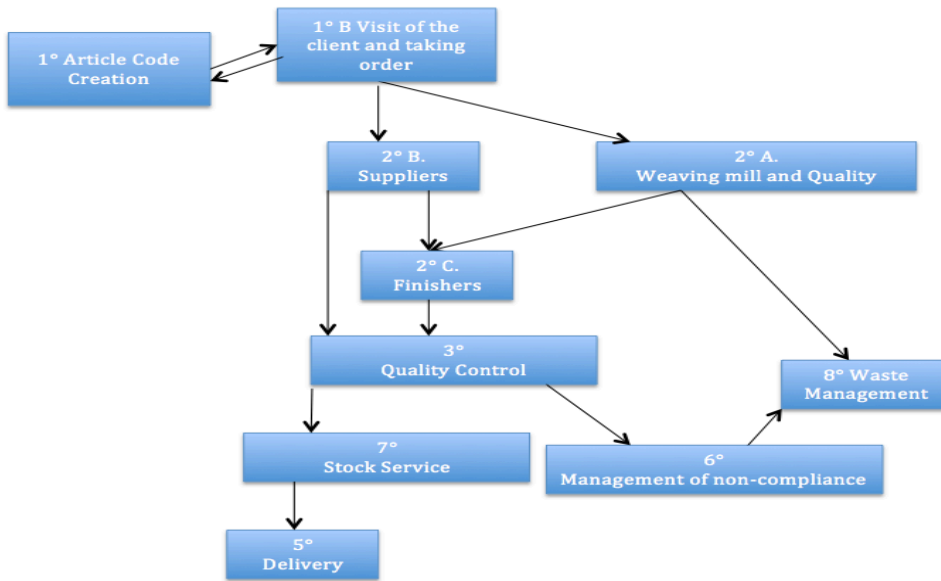 1° Article Code
Creation
1° B Visit of the
client and taking
order
2° B.
Suppliers
2° A.
Weaving mill and Quality
2° C.
Finishers
3°
Quality Control
8° Waste
Management
7°
Stock Service
6°
Management of non-compliance
5°
Delivery